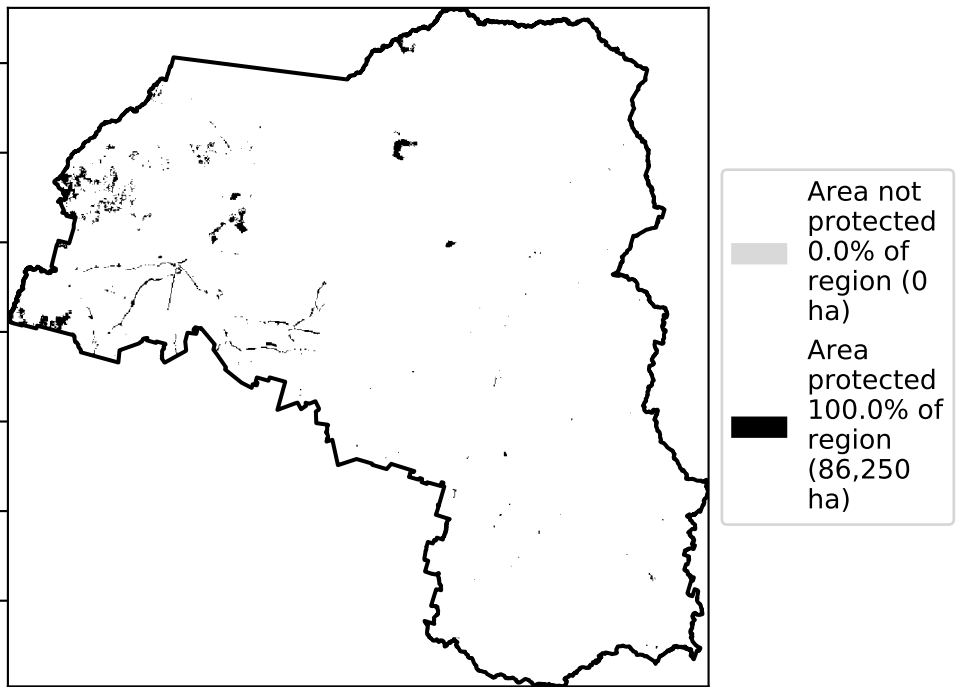 Area not
protected
0.0% of
region (0
ha)
Area
protected
100.0% of
region
(86,250
ha)